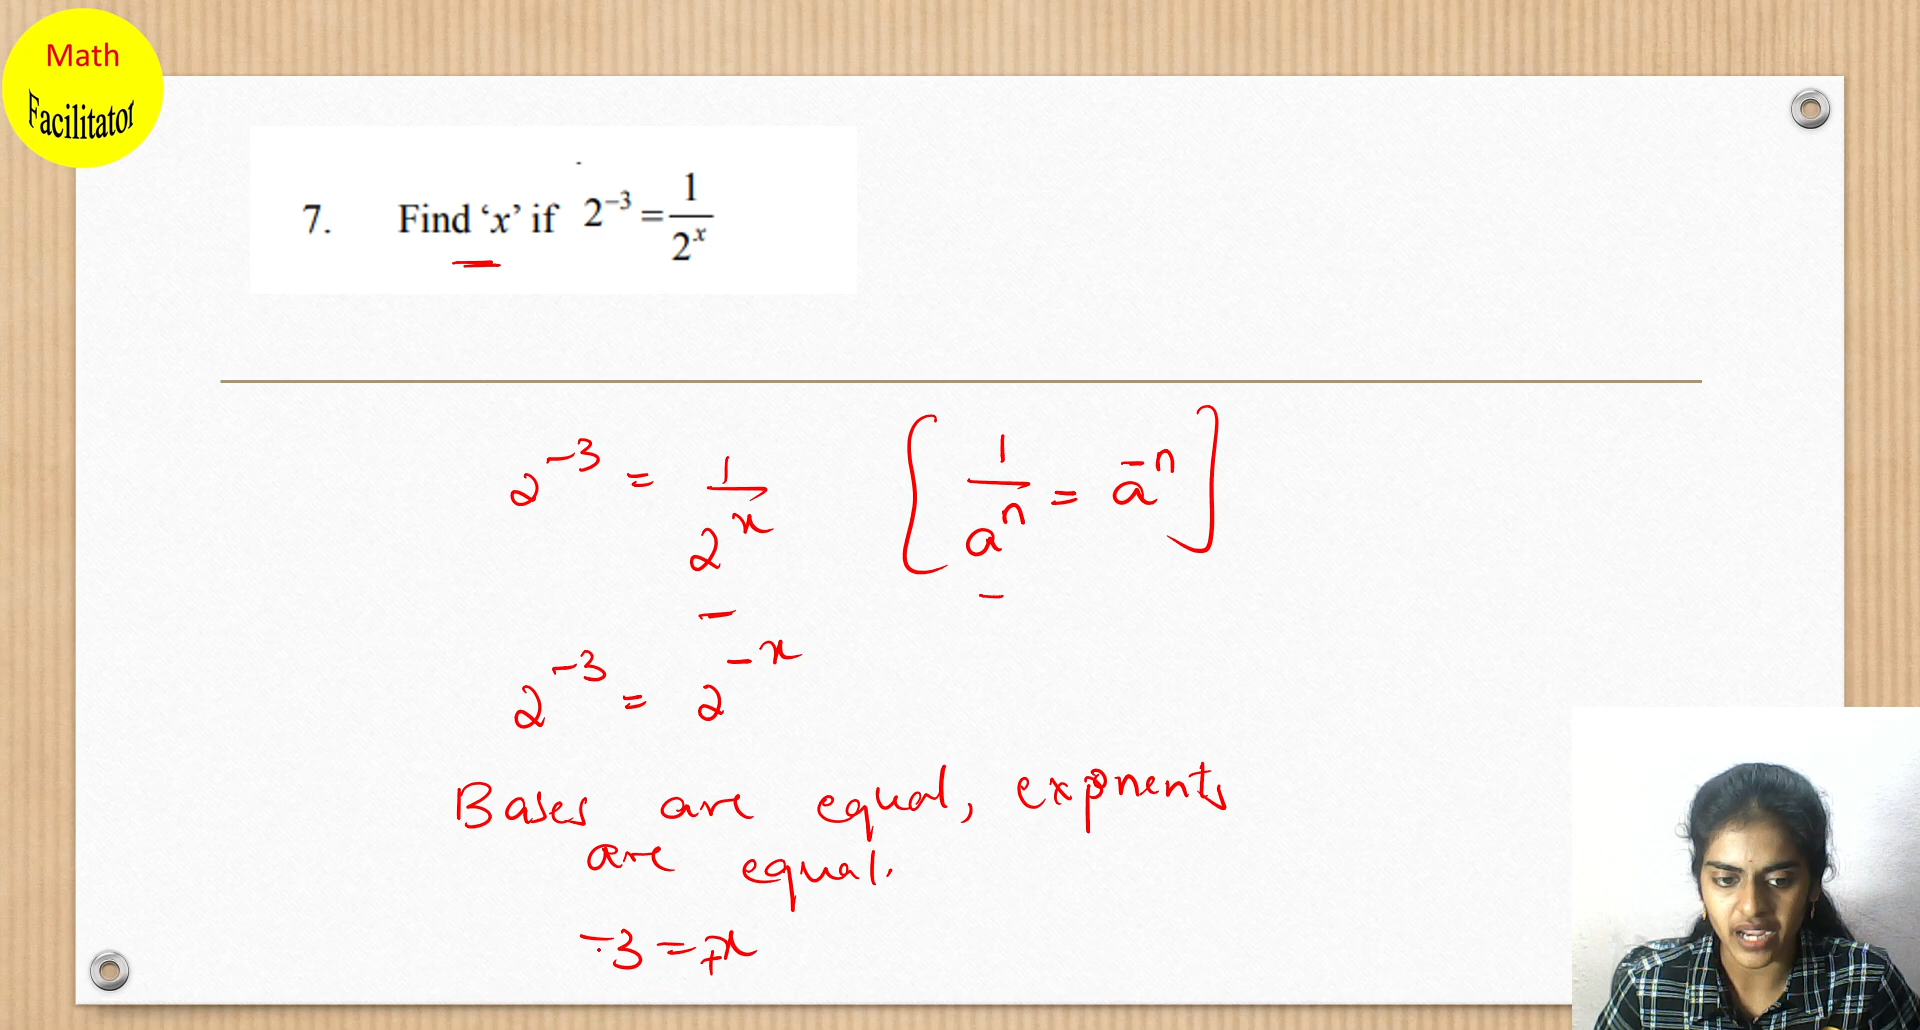 Math
Facilitator
7. Find ‘x’ if 2⁻³ = 1/2ˣ
2⁻³ = 1/2ˣ [1/aⁿ = a⁻ⁿ]
2⁻³ = 2⁻ˣ
Bases are equal, exponents
are equal.
-3 = -x